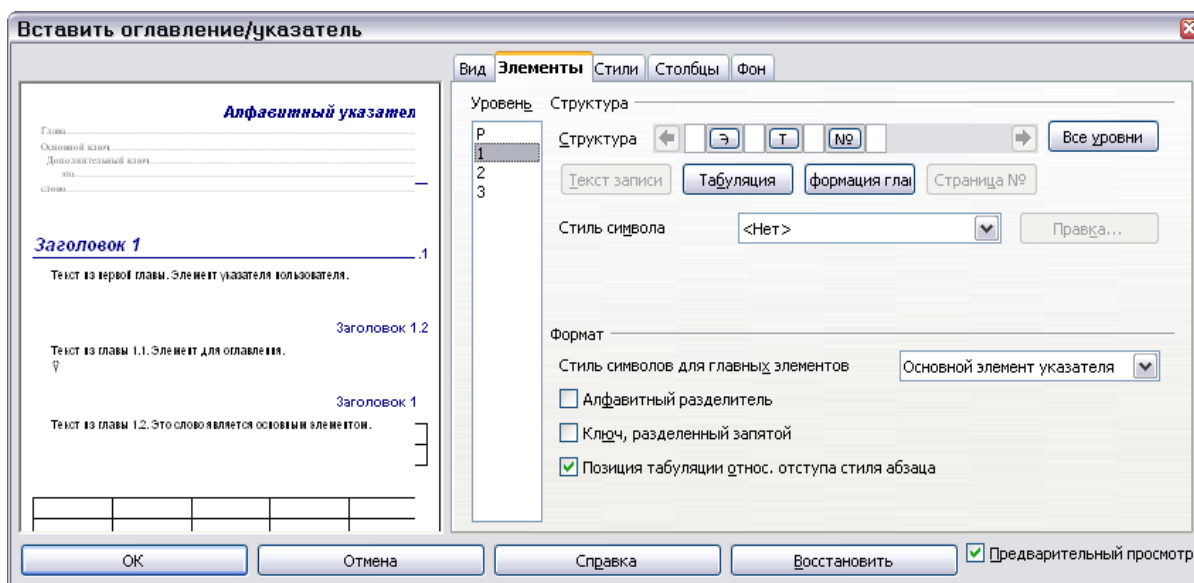 Вставить оглавление/указатель
Алфавитный указател
Глава
Основной ключ
Дополнительный ключ
это
слово
Заголовок 1
.1
Текст из первой главы. Элемент указателя пользователя.
Заголовок 1.2
Текст из главы 1.1. Элемент для оглавления.
Заголовок 1
Текст из главы 1.2. Это слово является основным элементом.
Вид Элементы Стили Столбцы Фон
Уровень
Р
1
2
3
Структура
Структура Э Т № Все уровни
Текст записи Табуляция формация глав Страница №
Стиль символа <Нет> Правка...
Формат
Стиль символов для главных элементов Основной элемент указателя
Алфавитный разделитель
Ключ, разделенный запятой
Позиция табуляции относ. отступа стиля абзаца
ОК Отмена Справка Восстановить Предварительный просмотр